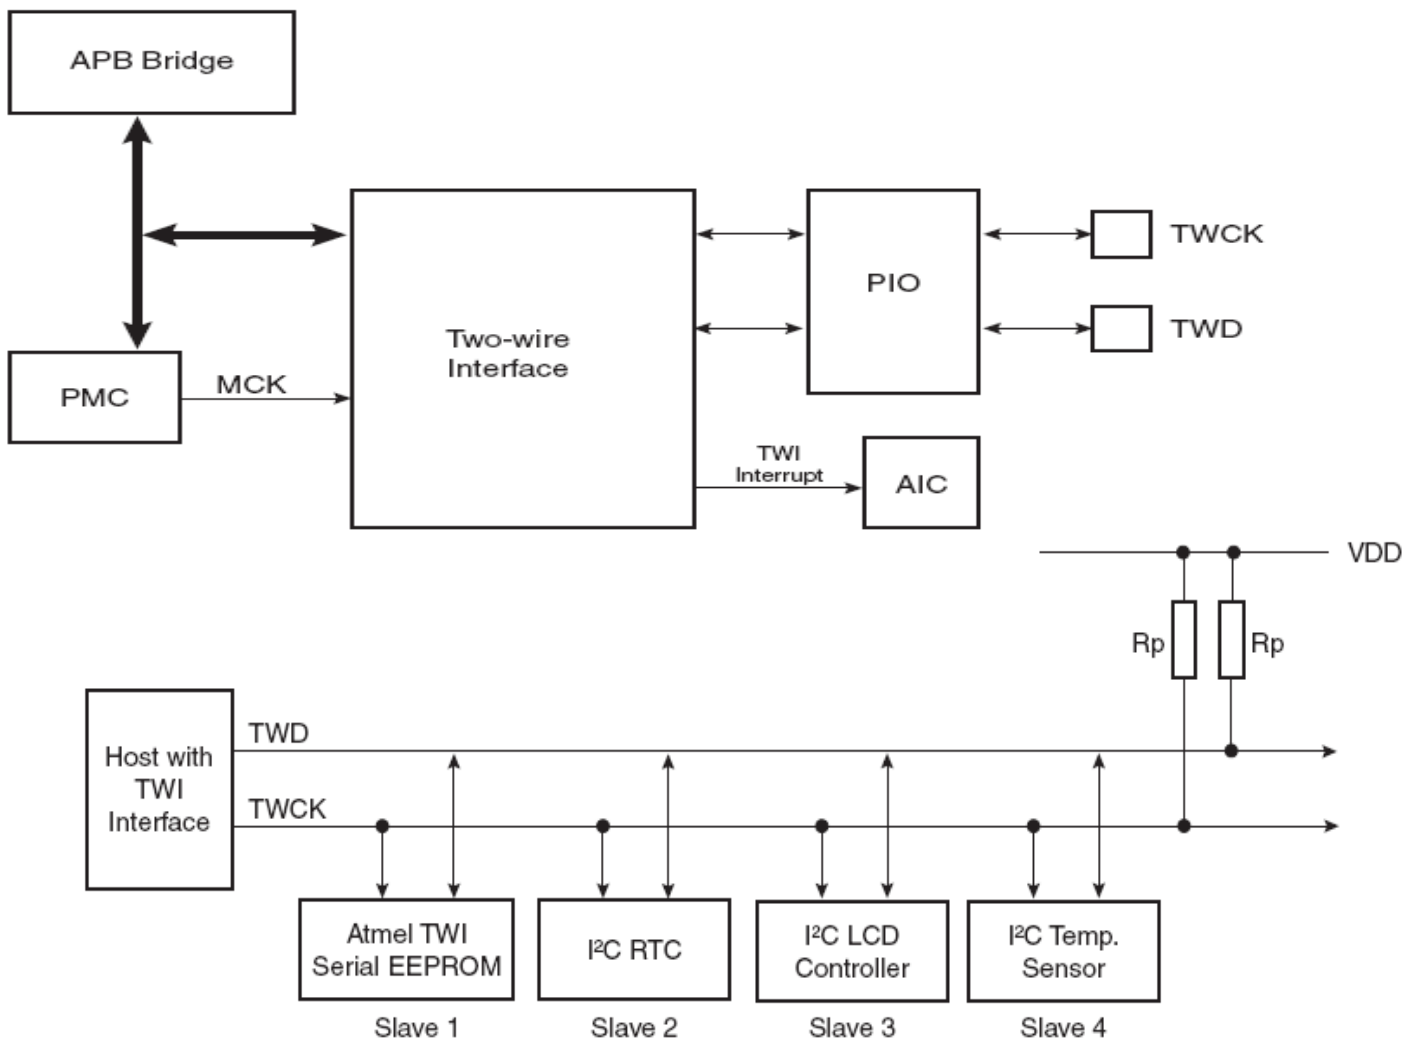 APB Bridge
TWCK
PIO
Two-wire
Interface
TWD
PMC
MCK
TWI
Interrupt
AIC
VDD
Rp
Rp
TWD
Host with
TWI
Interface
TWCK
Atmel TWI
Serial EEPROM
I²C RTC
I²C LCD
Controller
I²C Temp.
Sensor
Slave 1
Slave 2
Slave 3
Slave 4